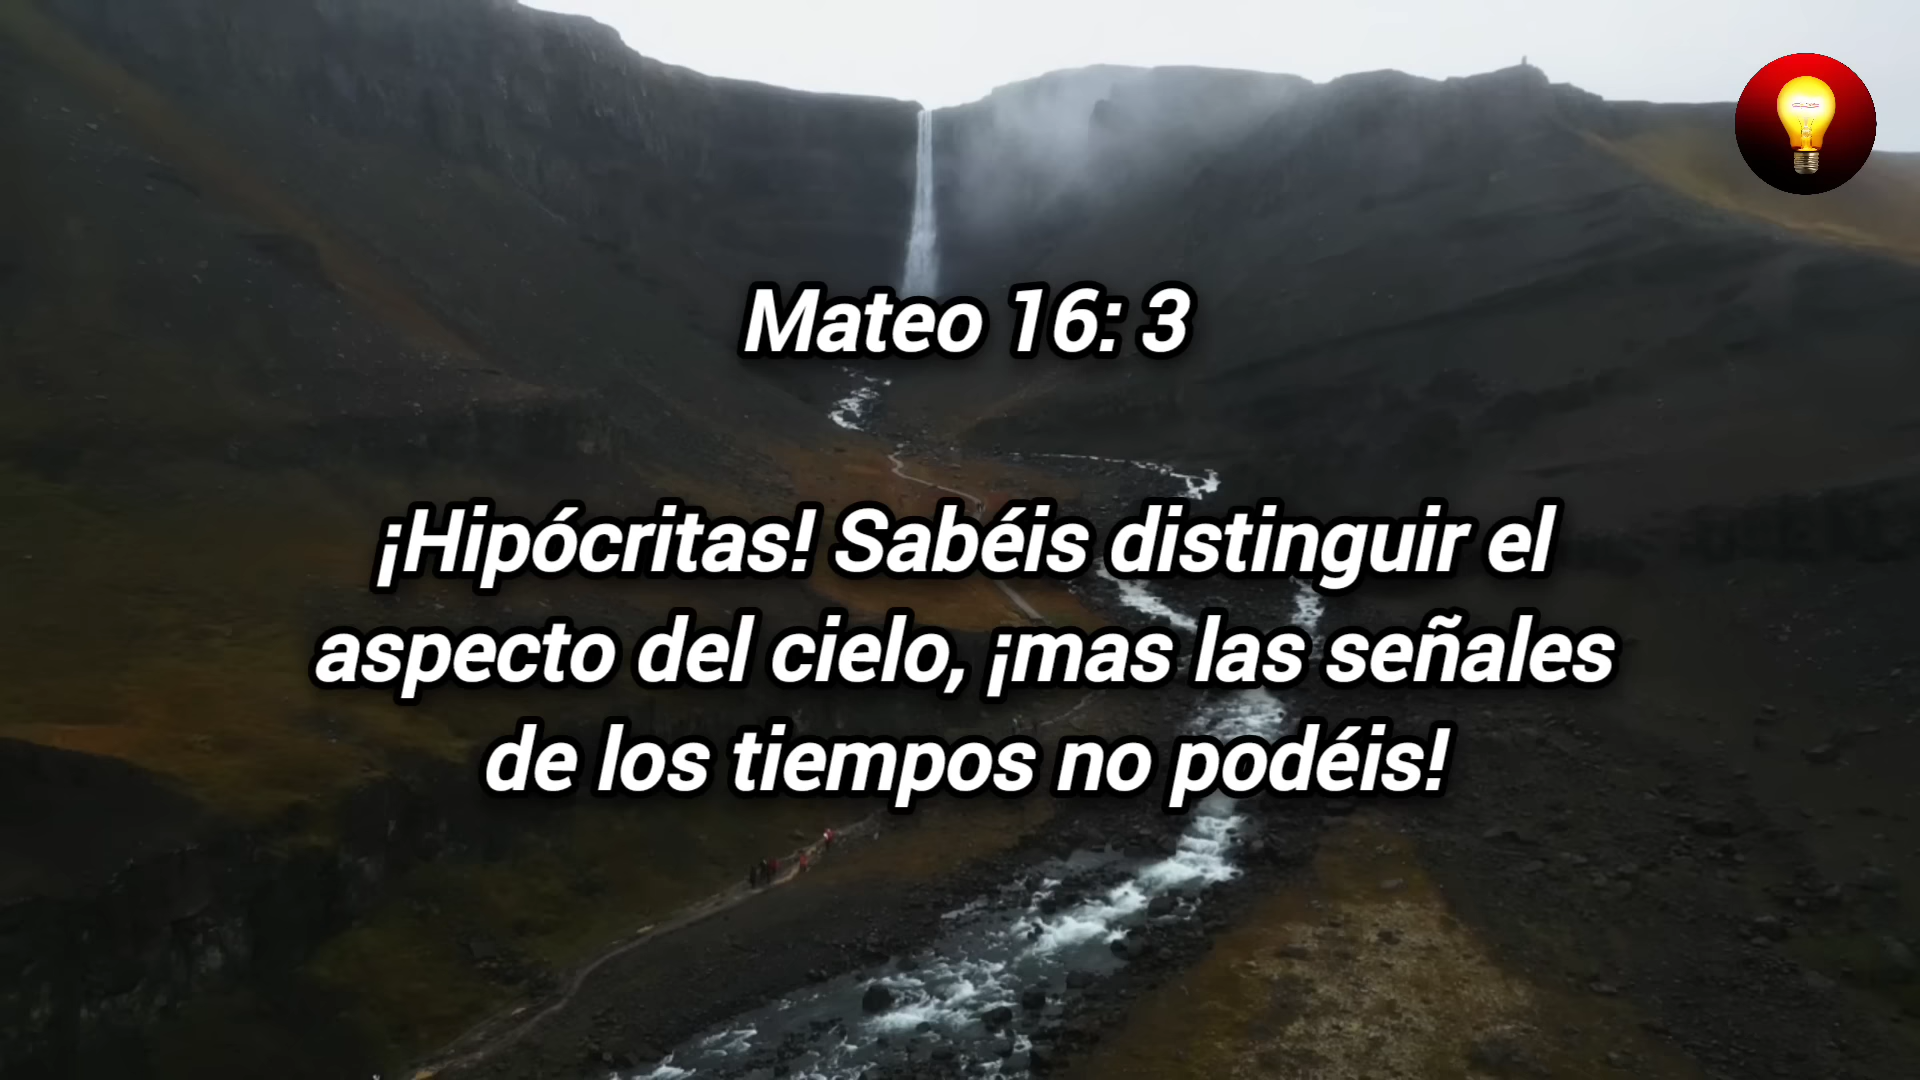 Mateo 16: 3
¡Hipócritas! Sabéis distinguir el
aspecto del cielo, ¡mas las señales
de los tiempos no podéis!